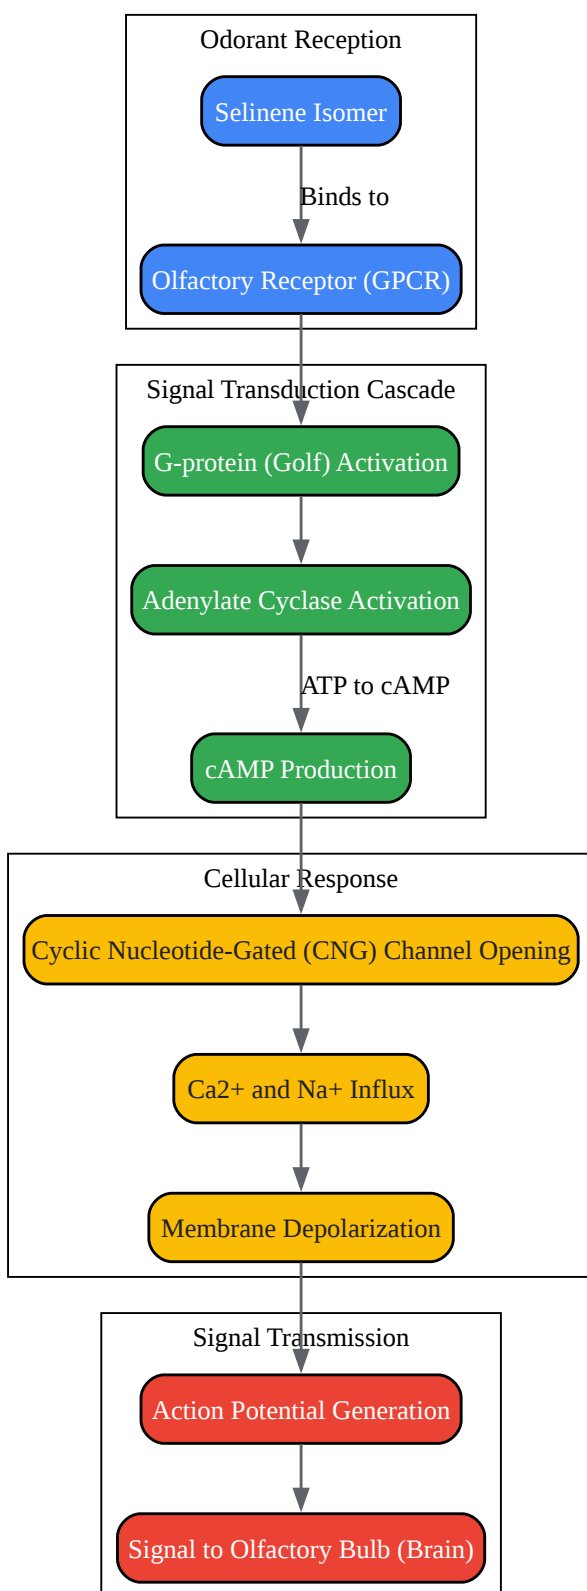 Odorant Reception
Selinene Isomer
Binds to
Olfactory Receptor (GPCR)
Signal Transduction Cascade
G-protein (Golf) Activation
Adenylate Cyclase Activation
ATP to cAMP
cAMP Production
Cellular Response
Cyclic Nucleotide-Gated (CNG) Channel Opening
Ca2+ and Na+ Influx
Membrane Depolarization
Signal Transmission
Action Potential Generation
Signal to Olfactory Bulb (Brain)